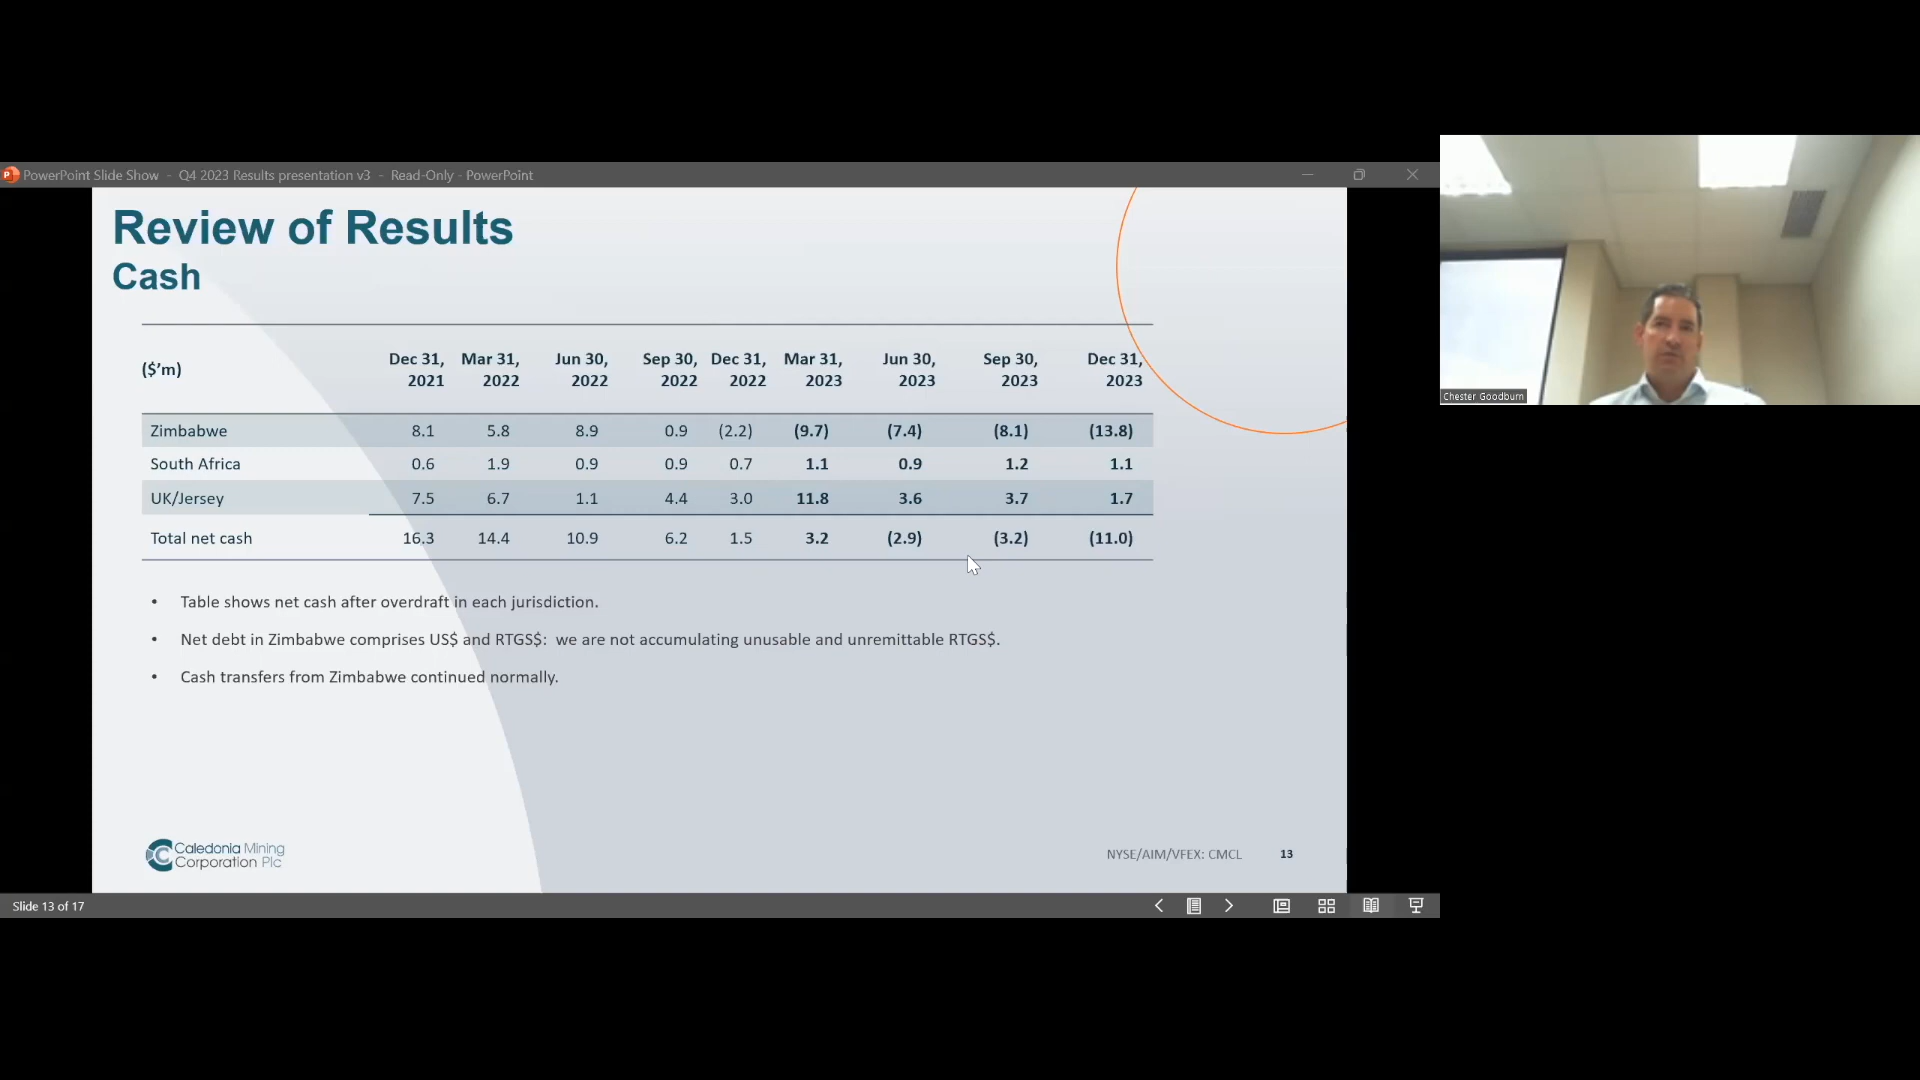 PowerPoint Slide Show - Q4 2023 Results presentation v3 - Read-Only - PowerPoint
Review of Results
Cash
($'m) Dec 31, 2021 Mar 31, 2022 Jun 30, 2022 Sep 30, 2022 Dec 31, 2022 Mar 31, 2023 Jun 30, 2023 Sep 30, 2023 Dec 31, 2023
Zimbabwe 8.1 5.8 8.9 0.9 (2.2) (9.7) (7.4) (8.1) (13.8)
South Africa 0.6 1.9 0.9 0.9 0.7 1.1 0.9 1.2 1.1
UK/Jersey 7.5 6.7 1.1 4.4 3.0 11.8 3.6 3.7 1.7
Total net cash 16.3 14.4 10.9 6.2 1.5 3.2 (2.9) (3.2) (11.0)
• Table shows net cash after overdraft in each jurisdiction.
• Net debt in Zimbabwe comprises US$ and RTGS$: we are not accumulating unusable and unremittable RTGS$.
• Cash transfers from Zimbabwe continued normally.
Caledonia Mining
Corporation Plc
NYSE/AIM/VFEX: CMCL 13
Slide 13 of 17
Chester Goodburn